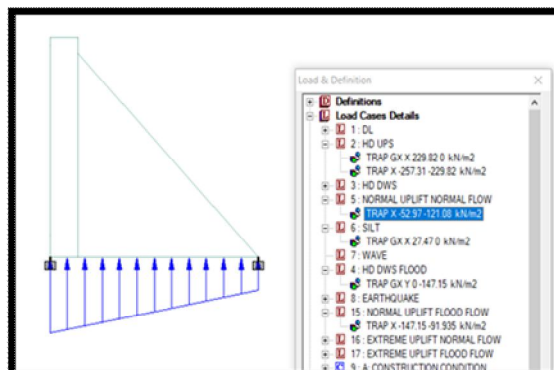 Load & Definition
Definitions
Load Cases Details
1 : DL
2 : HD UPS
TRAP GX X 229.82 0 kN/m2
TRAP X -257.31 -229.82 kN/m2
3 : HD DWS
5 : NORMAL UPLIFT NORMAL FLOW
TRAP X -52.97 -121.08 kN/m2
6 : SILT
TRAP GX X 27.47 0 kN/m2
7 : WAVE
4 : HD DWS FLOOD
TRAP GX Y 0 -147.15 kN/m2
8 : EARTHQUAKE
15 : NORMAL UPLIFT FLOOD FLOW
TRAP X -147.15 -91.935 kN/m2
16 : EXTREME UPLIFT NORMAL FLOW
17 : EXTREME UPLIFT FLOOD FLOW
9 : A: CONSTRUCTION CONDITION